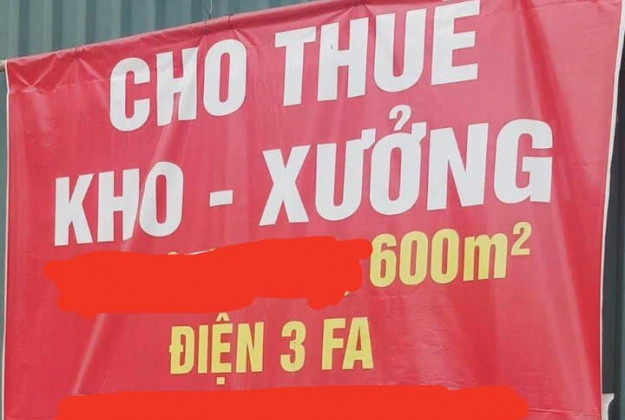 CHO THUÊ
KHO - XƯỞNG
600m²
ĐIỆN 3 FA